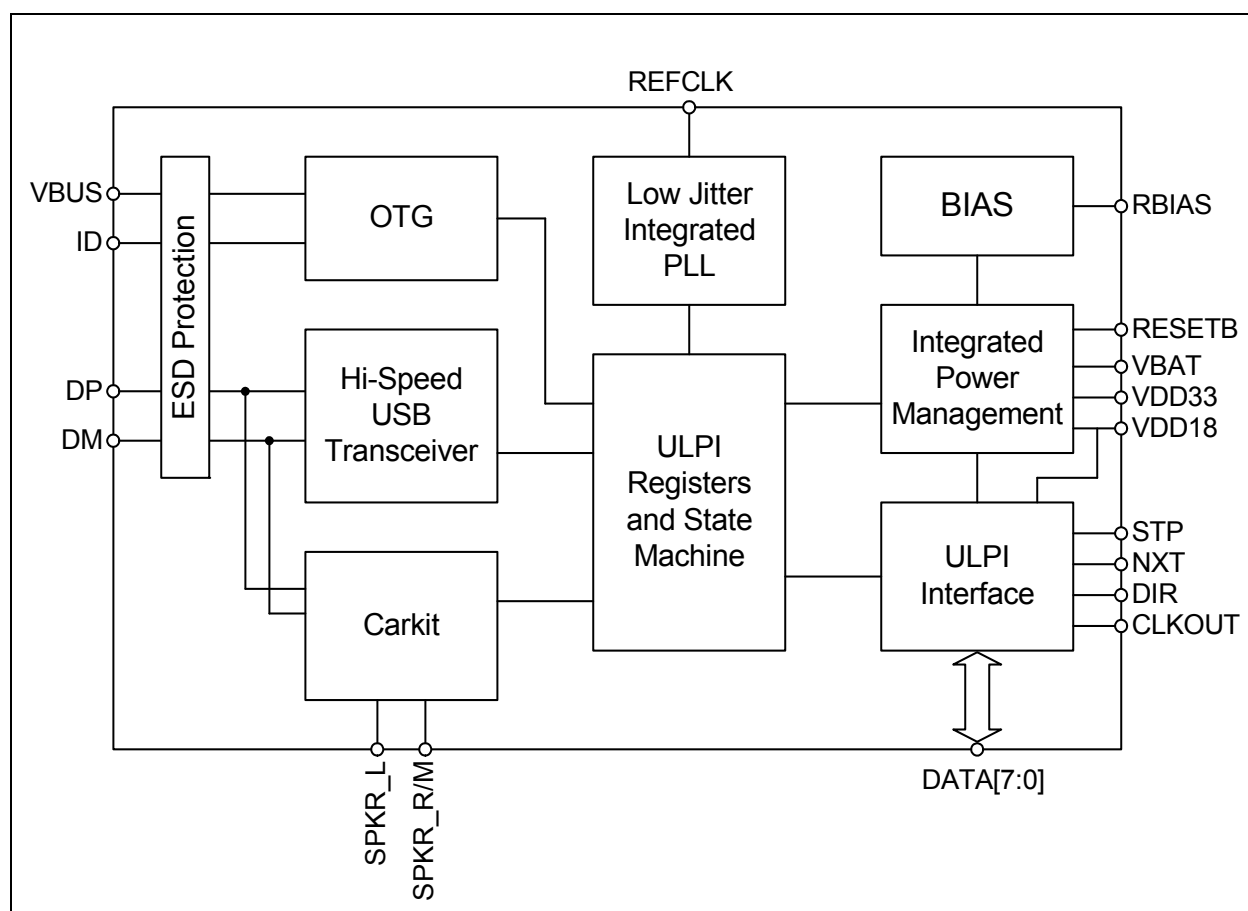 REFCLK
VBUS
ID
DP
DM
ESD Protection
OTG
Hi-Speed
USB
Transceiver
Carkit
SPKR_L
SPKR_R/M
Low Jitter
Integrated
PLL
ULPI
Registers
and State
Machine
BIAS
RBIAS
Integrated
Power
Management
RESETB
VBAT
VDD33
VDD18
ULPI
Interface
STP
NXT
DIR
CLKOUT
DATA[7:0]